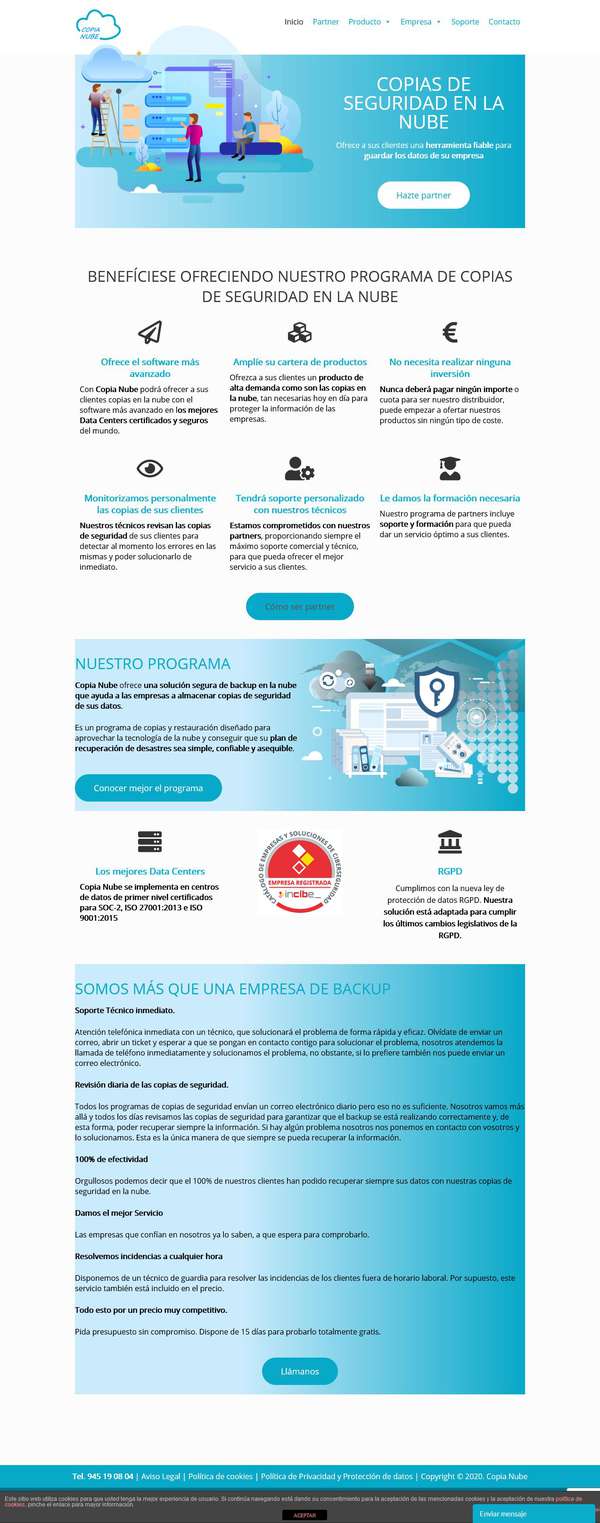 COPIA
NUBE
Inicio Partner Producto Empresa Soporte Contacto
COPIAS DE
SEGURIDAD EN LA
NUBE
Ofrece a sus clientes una herramienta fiable para
guardar los datos de su empresa
Hazte partner
BENEFÍCIESE OFRECIENDO NUESTRO PROGRAMA DE COPIAS
DE SEGURIDAD EN LA NUBE
Ofrece el software más
avanzado
Con Copia Nube podrá ofrecer a sus
clientes copias en la nube con el
software más avanzado en los mejores
Data Centers certificados y seguros
del mundo.
Amplíe su cartera de productos
Ofrezca a sus clientes un producto de
alta demanda como son las copias en
la nube, tan necesarias hoy en día para
proteger la información de las
empresas.
No necesita realizar ninguna
inversión
Nunca deberá pagar ningún importe o
cuota para ser nuestro distribuidor,
puede empezar a ofertar nuestros
productos sin ningún tipo de coste.
Monitorizamos personalmente
las copias de sus clientes
Nuestros técnicos revisan las copias
de seguridad de sus clientes para
detectar al momento los errores en las
mismas y poder solucionarlo de
inmediato.
Tendrá soporte personalizado
con nuestros técnicos
Estamos comprometidos con nuestros
partners, proporcionando siempre el
máximo soporte comercial y técnico,
para que pueda ofrecer el mejor
servicio a sus clientes.
Le damos la formación necesaria
Nuestro programa de partners incluye
soporte y formación para que pueda
dar un servicio óptimo a sus clientes.
Cómo ser partner
NUESTRO PROGRAMA
Copia Nube ofrece una solución segura de backup en la nube
que ayuda a las empresas a almacenar copias de seguridad
de sus datos.
Es un programa de copias y restauración diseñado para
aprovechar la tecnología de la nube y conseguir que su plan de
recuperación de desastres sea simple, confiable y asequible.
Conocer mejor el programa
Los mejores Data Centers
Copia Nube se implementa en centros
de datos de primer nivel certificados
para SOC-2, ISO 27001:2013 e ISO
9001:2015
CATÁLOGO DE EMPRESAS Y SOLUCIONES DE CIBERSEGURIDAD
EMPRESA REGISTRADA
incibe
RGPD
Cumplimos con la nueva ley de
protección de datos RGPD. Nuestra
solución está adaptada para cumplir
los últimos cambios legislativos de la
RGPD.
SOMOS MÁS QUE UNA EMPRESA DE BACKUP
Soporte Técnico inmediato.
Atención telefónica inmediata con un técnico, que solucionará el problema de forma rápida y eficaz. Olvídate de enviar un
correo, abrir un ticket y esperar a que se pongan en contacto contigo para solucionar el problema, nosotros atendemos la
llamada de teléfono inmediatamente y solucionamos el problema, no obstante, si lo prefiere también nos puede enviar un
correo electrónico.
Revisión diaria de las copias de seguridad.
Todos los programas de copias de seguridad envían un correo electrónico diario pero eso no es suficiente. Nosotros vamos más
allá y todos los días revisamos las copias de seguridad para garantizar que el backup se está realizando correctamente y, de
esta forma, poder recuperar siempre la información. Si hay algún problema nosotros nos ponemos en contacto con vosotros y
lo solucionamos. Esta es la única manera de que siempre se pueda recuperar la información.
100% de efectividad
Orgullosos podemos decir que el 100% de nuestros clientes han podido recuperar siempre sus datos con nuestras copias de
seguridad en la nube.
Damos el mejor Servicio
Las empresas que confían en nosotros ya lo saben, a que espera para comprobarlo.
Resolvemos incidencias a cualquier hora
Disponemos de un técnico de guardia para resolver las incidencias de los clientes fuera de horario laboral. Por supuesto, este
servicio también está incluido en el precio.
Todo esto por un precio muy competitivo.
Pida presupuesto sin compromiso. Dispone de 15 días para probarlo totalmente gratis.
Llámanos
Tel. 945 19 08 04 | Aviso Legal | Política de cookies | Política de Privacidad y Protección de datos | Copyright © 2020. Copia Nube
Este sitio web utiliza cookies para que usted tenga la mejor experiencia de usuario. Si continúa navegando está dando su consentimiento para la aceptación de las mencionadas cookies y la aceptación de nuestra política de
cookies, pinche el enlace para mayor información.
ACEPTAR
Envíar mensaje